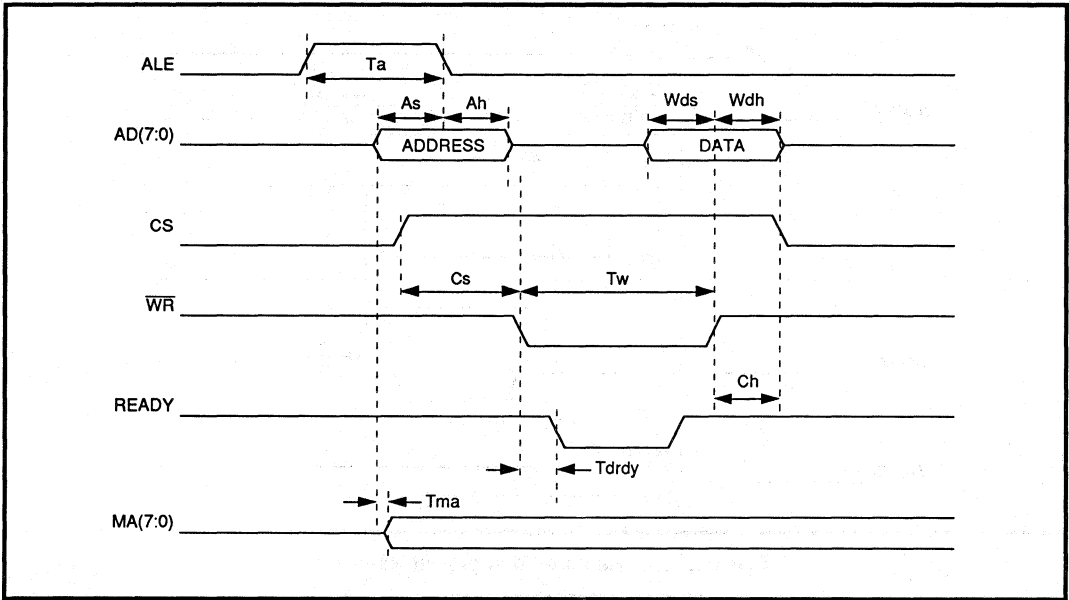 ALE
Ta
As Ah Wds Wdh
AD(7:0)
ADDRESS DATA
CS
Cs Tw
WR
Ch
READY
Tdrdy
Tma
MA(7:0)